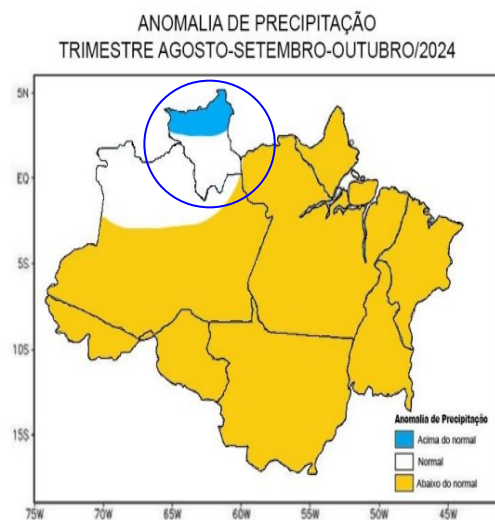 ANOMALIA DE PRECIPITAÇÃO
TRIMESTRE AGOSTO-SETEMBRO-OUTUBRO/2024
5N
EQ
5S
10S
15S
75W 70W 65W 60W 55W 50W 45W
Anomalia de Precipitação
Acima do normal
Normal
Abaixo do normal